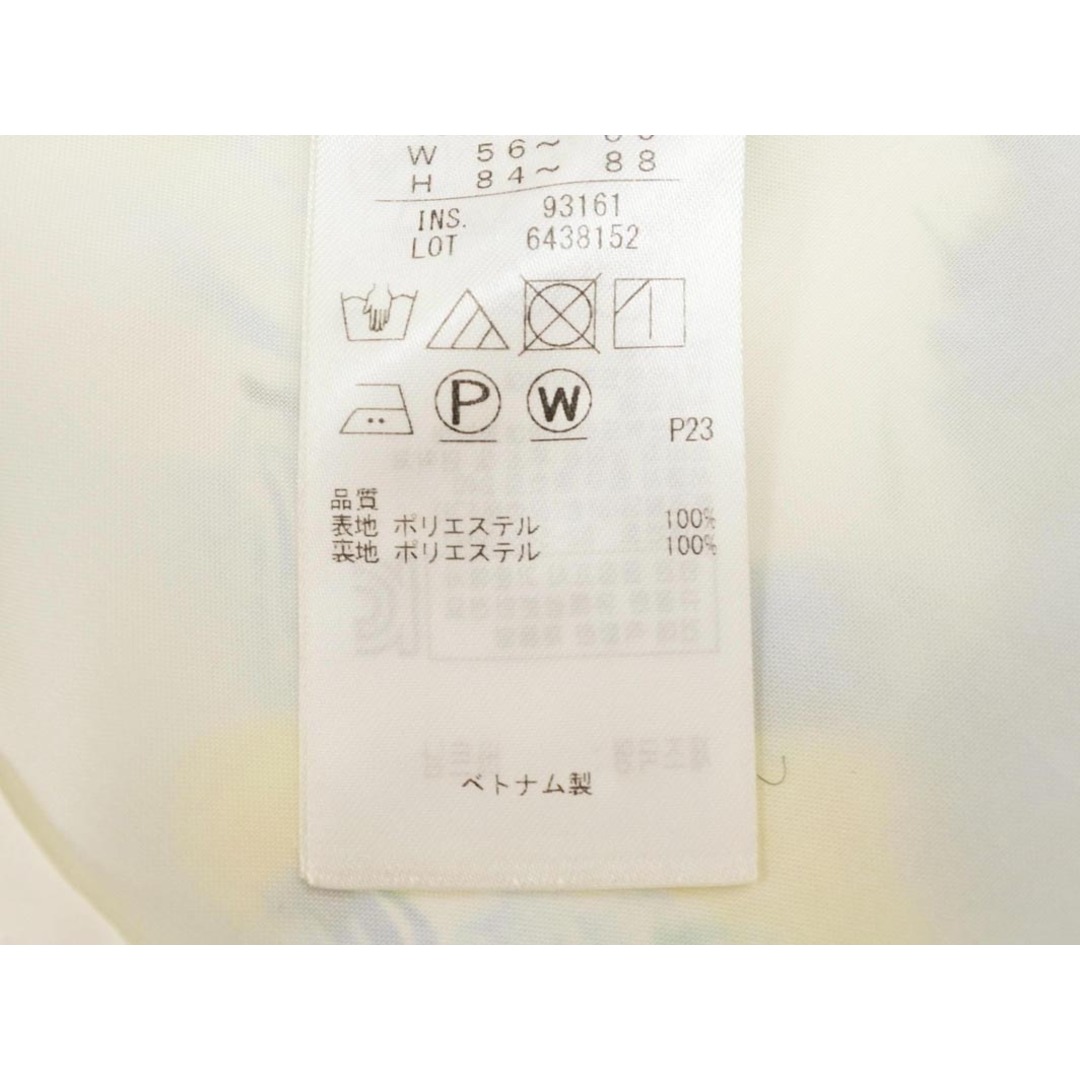 W 56～
H 84～ 88
INS. 93161
LOT 6438152
P
W
P23
品質
表地 ポリエステル 100%
裏地 ポリエステル 100%
ベトナム製